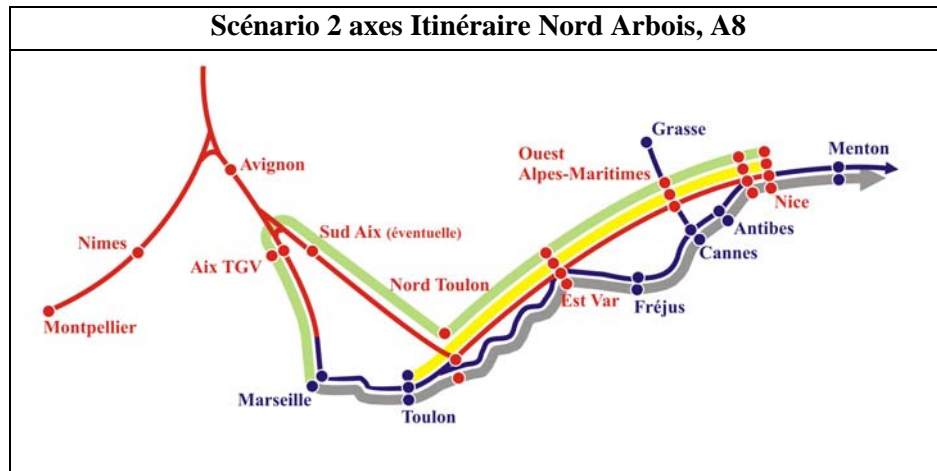 Scénario 2 axes Itinéraire Nord Arbois, A8
Grasse
Ouest
Alpes-Maritimes
Menton
Avignon
Nice
Nimes
Sud Aix (éventuelle)
Antibes
Aix TGV
Cannes
Nord Toulon
Est Var
Fréjus
Montpellier
Marseille
Toulon